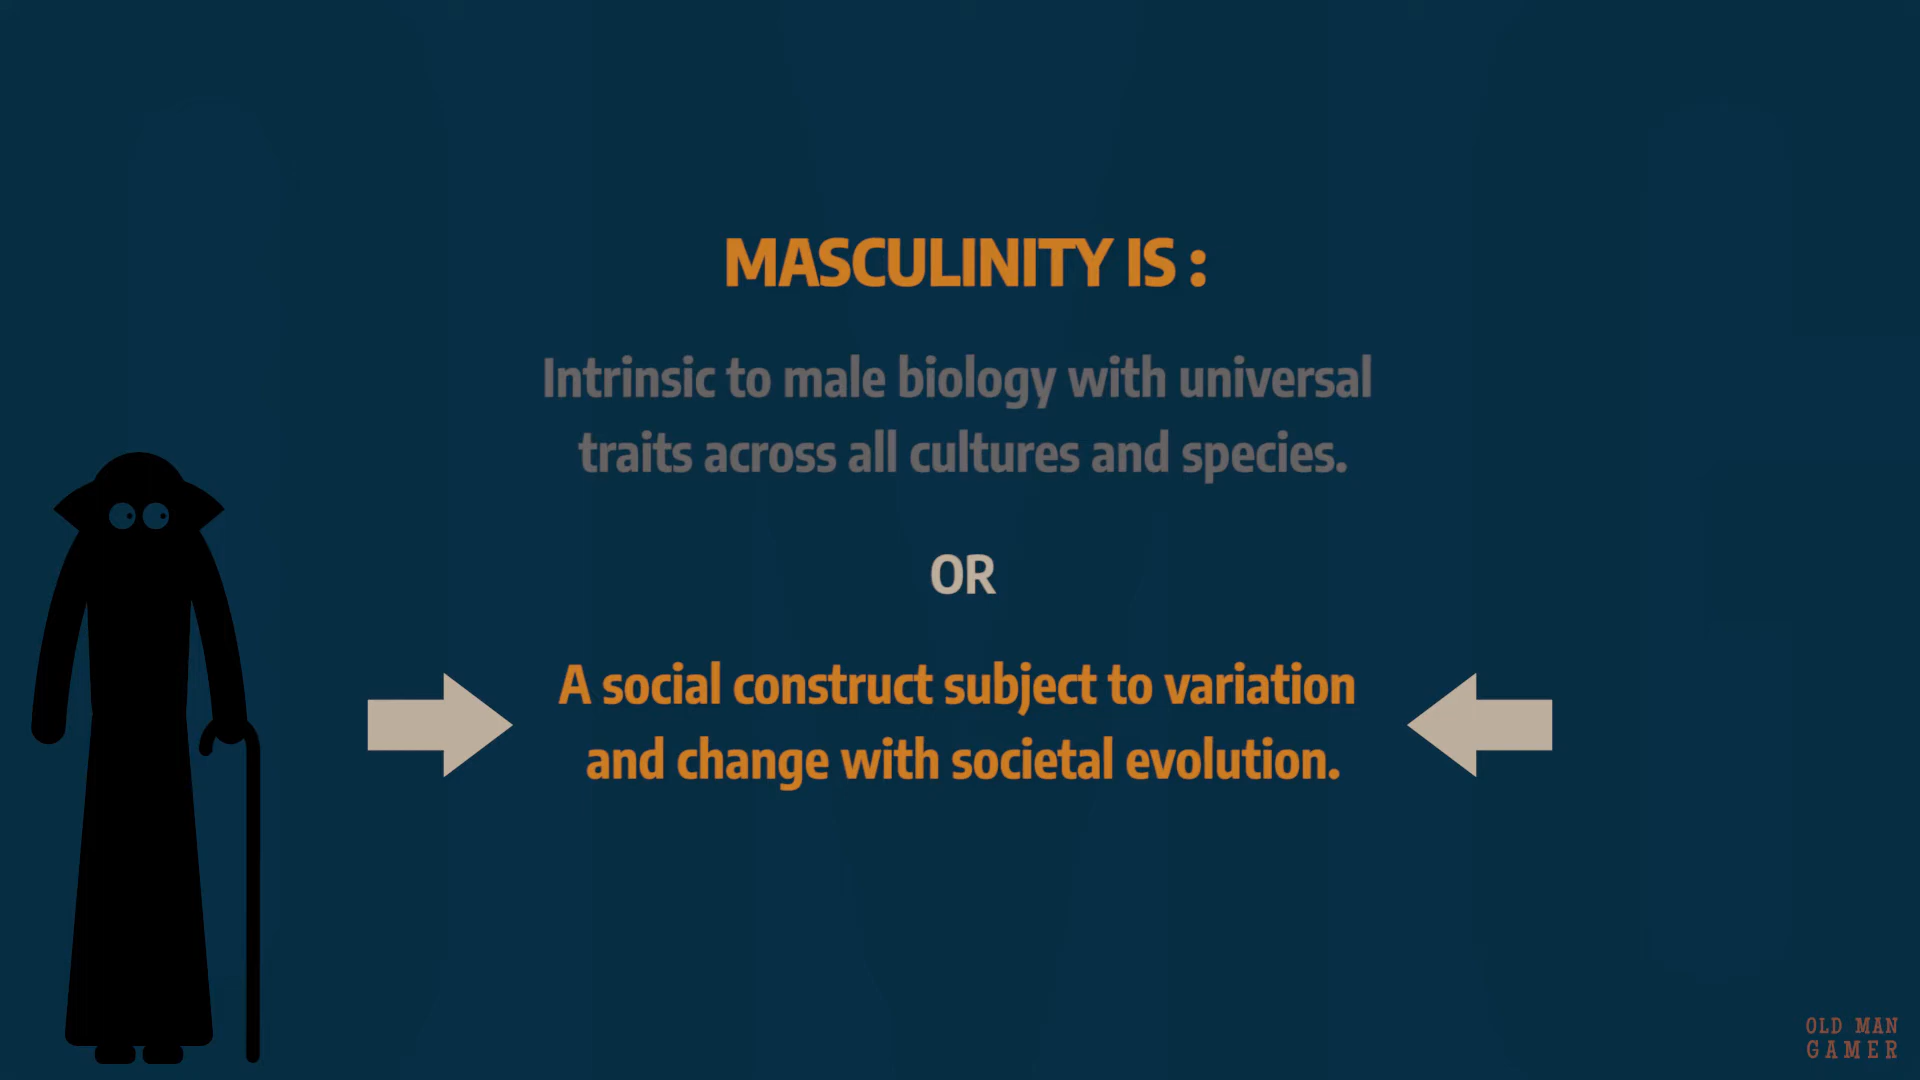 MASCULINITY IS :
Intrinsic to male biology with universal
traits across all cultures and species.
OR
A social construct subject to variation
and change with societal evolution.
OLD MAN
GAMER